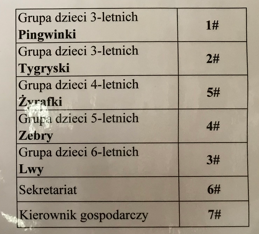 Grupa dzieci 3-letnich
Pingwinki
1#
Grupa dzieci 3-letnich
Tygryski
2#
Grupa dzieci 4-letnich
Żyrafki
5#
Grupa dzieci 5-letnich
Zebry
4#
Grupa dzieci 6-letnich
Lwy
3#
Sekretariat
6#
Kierownik gospodarczy
7#